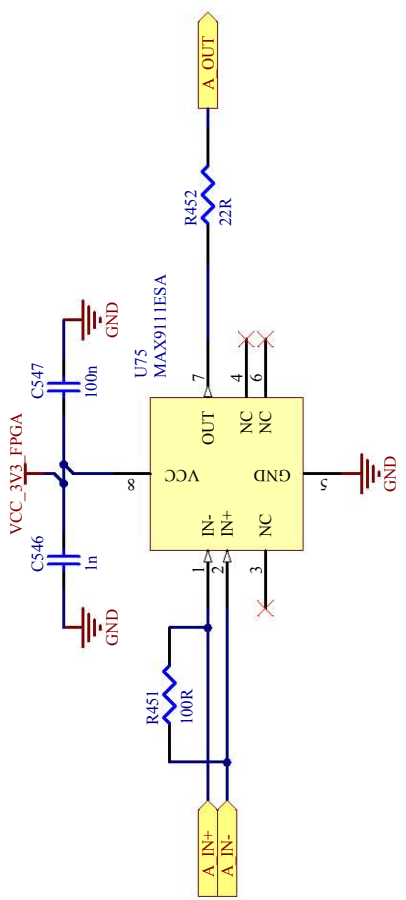 A_OUT
R452
22R
GND
C547
100n
U75
MAX9111ESA
VCC_3V3_FPGA
7
4
6
OUT
NC
NC
8
VCC
GND
5
GND
C546
1n
IN-
IN+
NC
1
2
3
GND
R451
100R
A_IN+
A_IN-